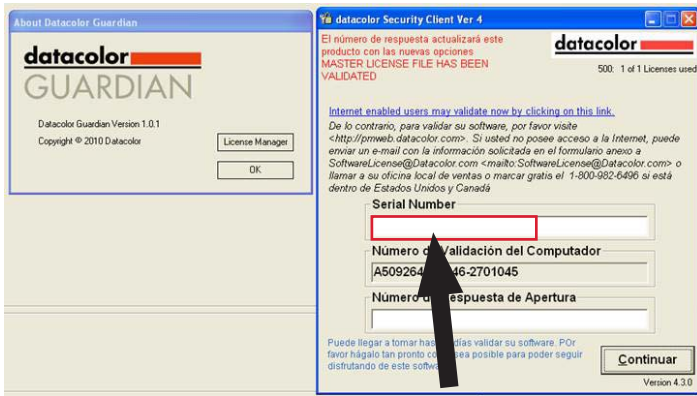 About Datacolor Guardian
datacolor
GUARDIAN
Datacolor Guardian Version 1.0.1
Copyright © 2010 Datacolor
License Manager
OK
datacolor Security Client Ver 4
El número de respuesta actualizará este
producto con las nuevas opciones
MASTER LICENSE FILE HAS BEEN
VALIDATED
datacolor
500: 1 of 1 Licenses used
Internet enabled users may validate now by clicking on this link.
De lo contrario, para validar su software, por favor visite
<http://pmweb.datacolor.com>. Si usted no posee acceso a la Internet, puede
enviar un e-mail con la información solicitada en el formulario anexo a
SoftwareLicense@Datacolor.com <mailto:SoftwareLicense@Datacolor.com> o
llamar a su oficina local de ventas o marcar gratis el 1-800-982-6496 si está
dentro de Estados Unidos y Canadá
Serial Number
Número de Validación del Computador
A509264 46-2701045
Número de Respuesta de Apertura
Puede llegar a tomar días validar su software. POr
favor hágalo tan pronto sea posible para poder seguir
disfrutando de este
Continuar
Version 4.3.0